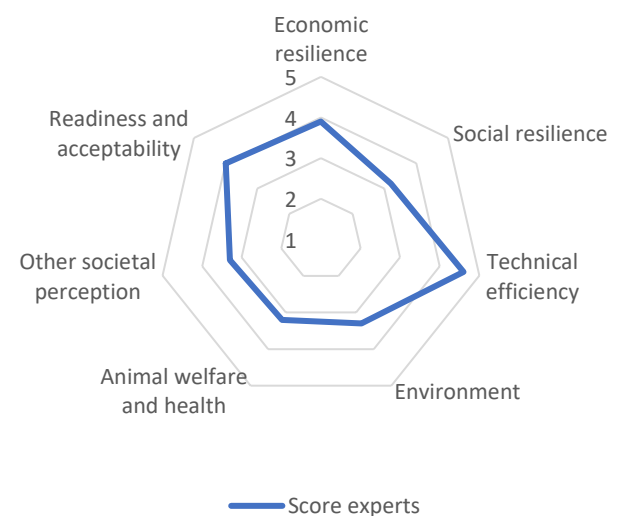 Economic
resilience
5
4
3
2
1
Social resilience
Technical
efficiency
Environment
Animal welfare
and health
Other societal
perception
Readiness and
acceptability
Score experts